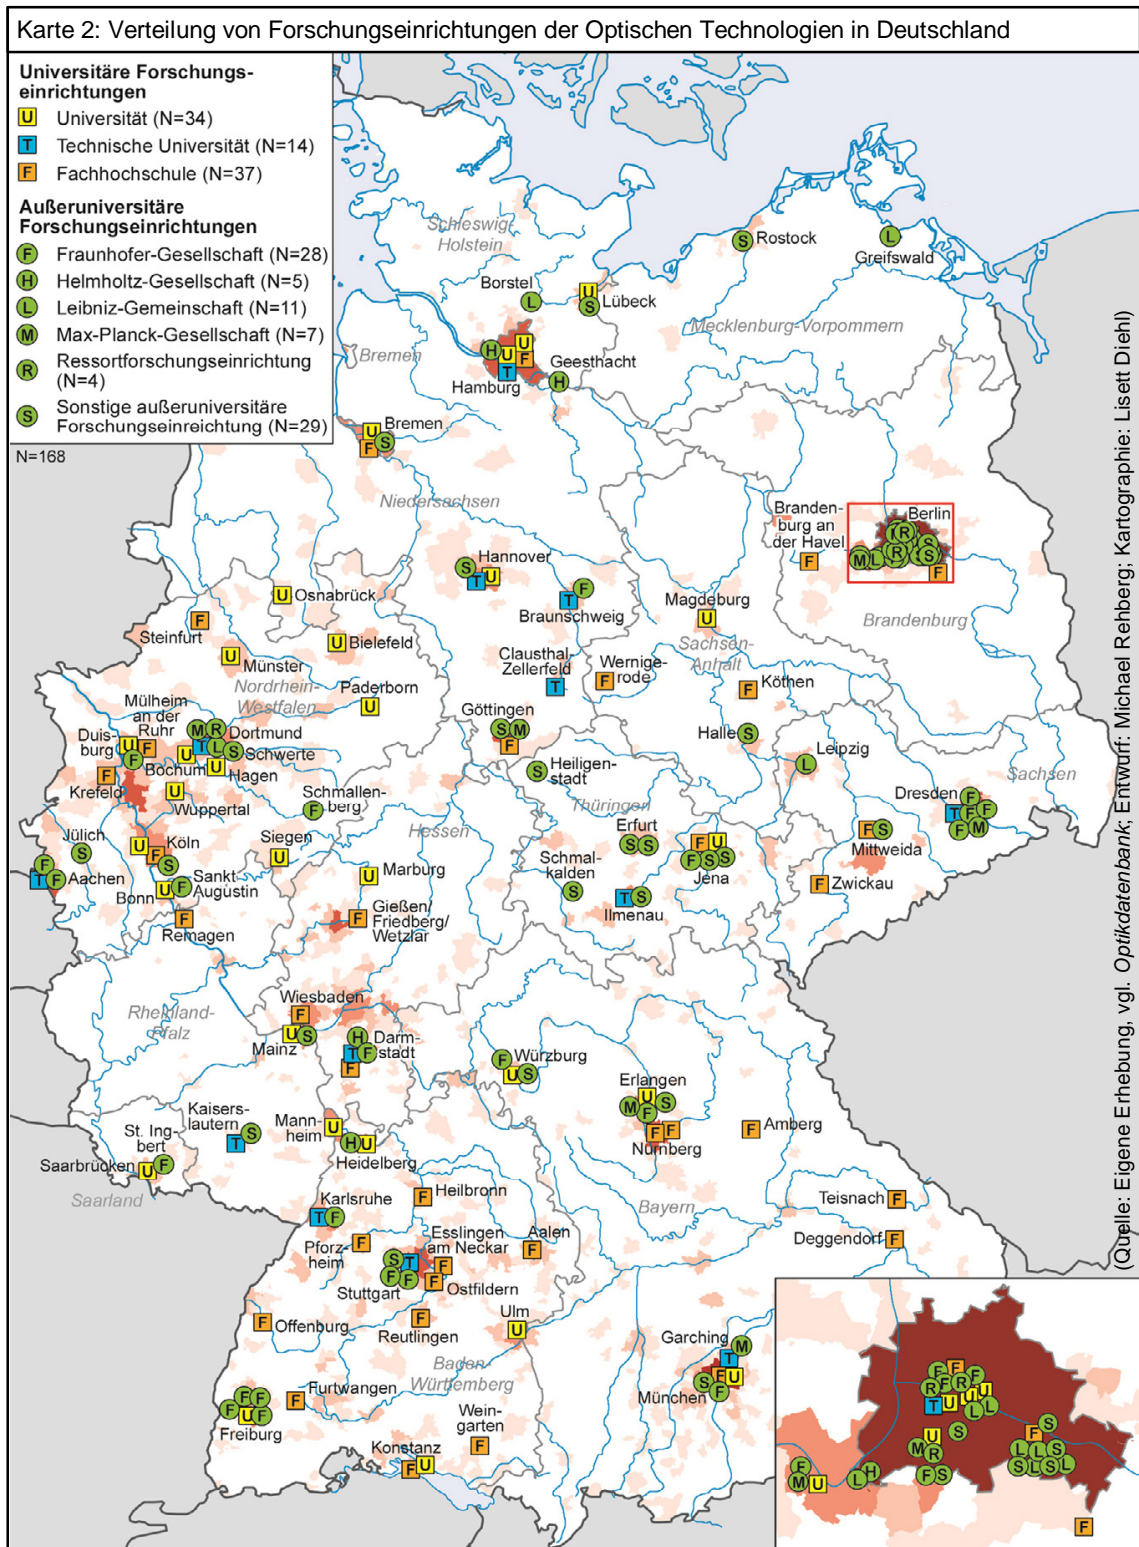 Karte 2: Verteilung von Forschungseinrichtungen der Optischen Technologien in Deutschland
Universitäre Forschungs-
einrichtungen
U Universität (N=34)
T Technische Universität (N=14)
F Fachhochschule (N=37)
Außeruniversitäre
Forschungseinrichtungen
F Fraunhofer-Gesellschaft (N=28)
H Helmholtz-Gesellschaft (N=5)
L Leibniz-Gemeinschaft (N=11)
M Max-Planck-Gesellschaft (N=7)
R Ressortforschungseinrichtung
(N=4)
S Sonstige außeruniversitäre
Forschungseinreichtung (N=29)
N=168
Schleswig-
Holstein
Rostock
Greifswald
Borstel
Lübeck
Mecklenburg-Vorpommern
Bremen
Geesthacht
Hamburg
Bremen
Niedersachsen
Branden-
burg an
der Havel
Berlin
Hannover
Osnabrück
Braunschweig
Magdeburg
Brandenburg
Steinfurt
Bielefeld
Münster
Sachsen-
Anhalt
Clausthal-
Zellerfeld
Wernige-
rode
Köthen
Nordrhein-
Westfalen
Paderborn
Mülheim
an der
Ruhr
Göttingen
Duis-
burg
Dortmund
Schwerte
Halle
Leipzig
Bochum
Hagen
Heiligen-
stadt
Sachsen
Krefeld
Wuppertal
Schmallen-
berg
Thüringen
Dresden
Hessen
Jülich
Köln
Siegen
Erfurt
Mittweida
Schmal-
kalden
Jena
Aachen
Sankt
Augustin
Marburg
Zwickau
Bonn
Ilmenau
Remagen
Gießen/
Friedberg/
Wetzlar
Wiesbaden
Rheinland-
Pfalz
Mainz
Darm-
stadt
Würzburg
Erlangen
Kaisers-
lautern
Mann-
heim
St. Ing-
bert
Amberg
Nürnberg
Saarbrücken
Heidelberg
Saarland
Karlsruhe
Heilbronn
Teisnach
Bayern
Esslingen
am Neckar
Aalen
Pforz-
heim
Deggendorf
Stuttgart
Ostfildern
Offenburg
Reutlingen
Ulm
Garching
Baden-
Württemberg
München
Furtwangen
Freiburg
Wein-
garten
Konstanz
(Quelle: Eigene Erhebung, vgl. Optikdatenbank; Entwurf: Michael Rehberg; Kartographie: Lisett Diehl)